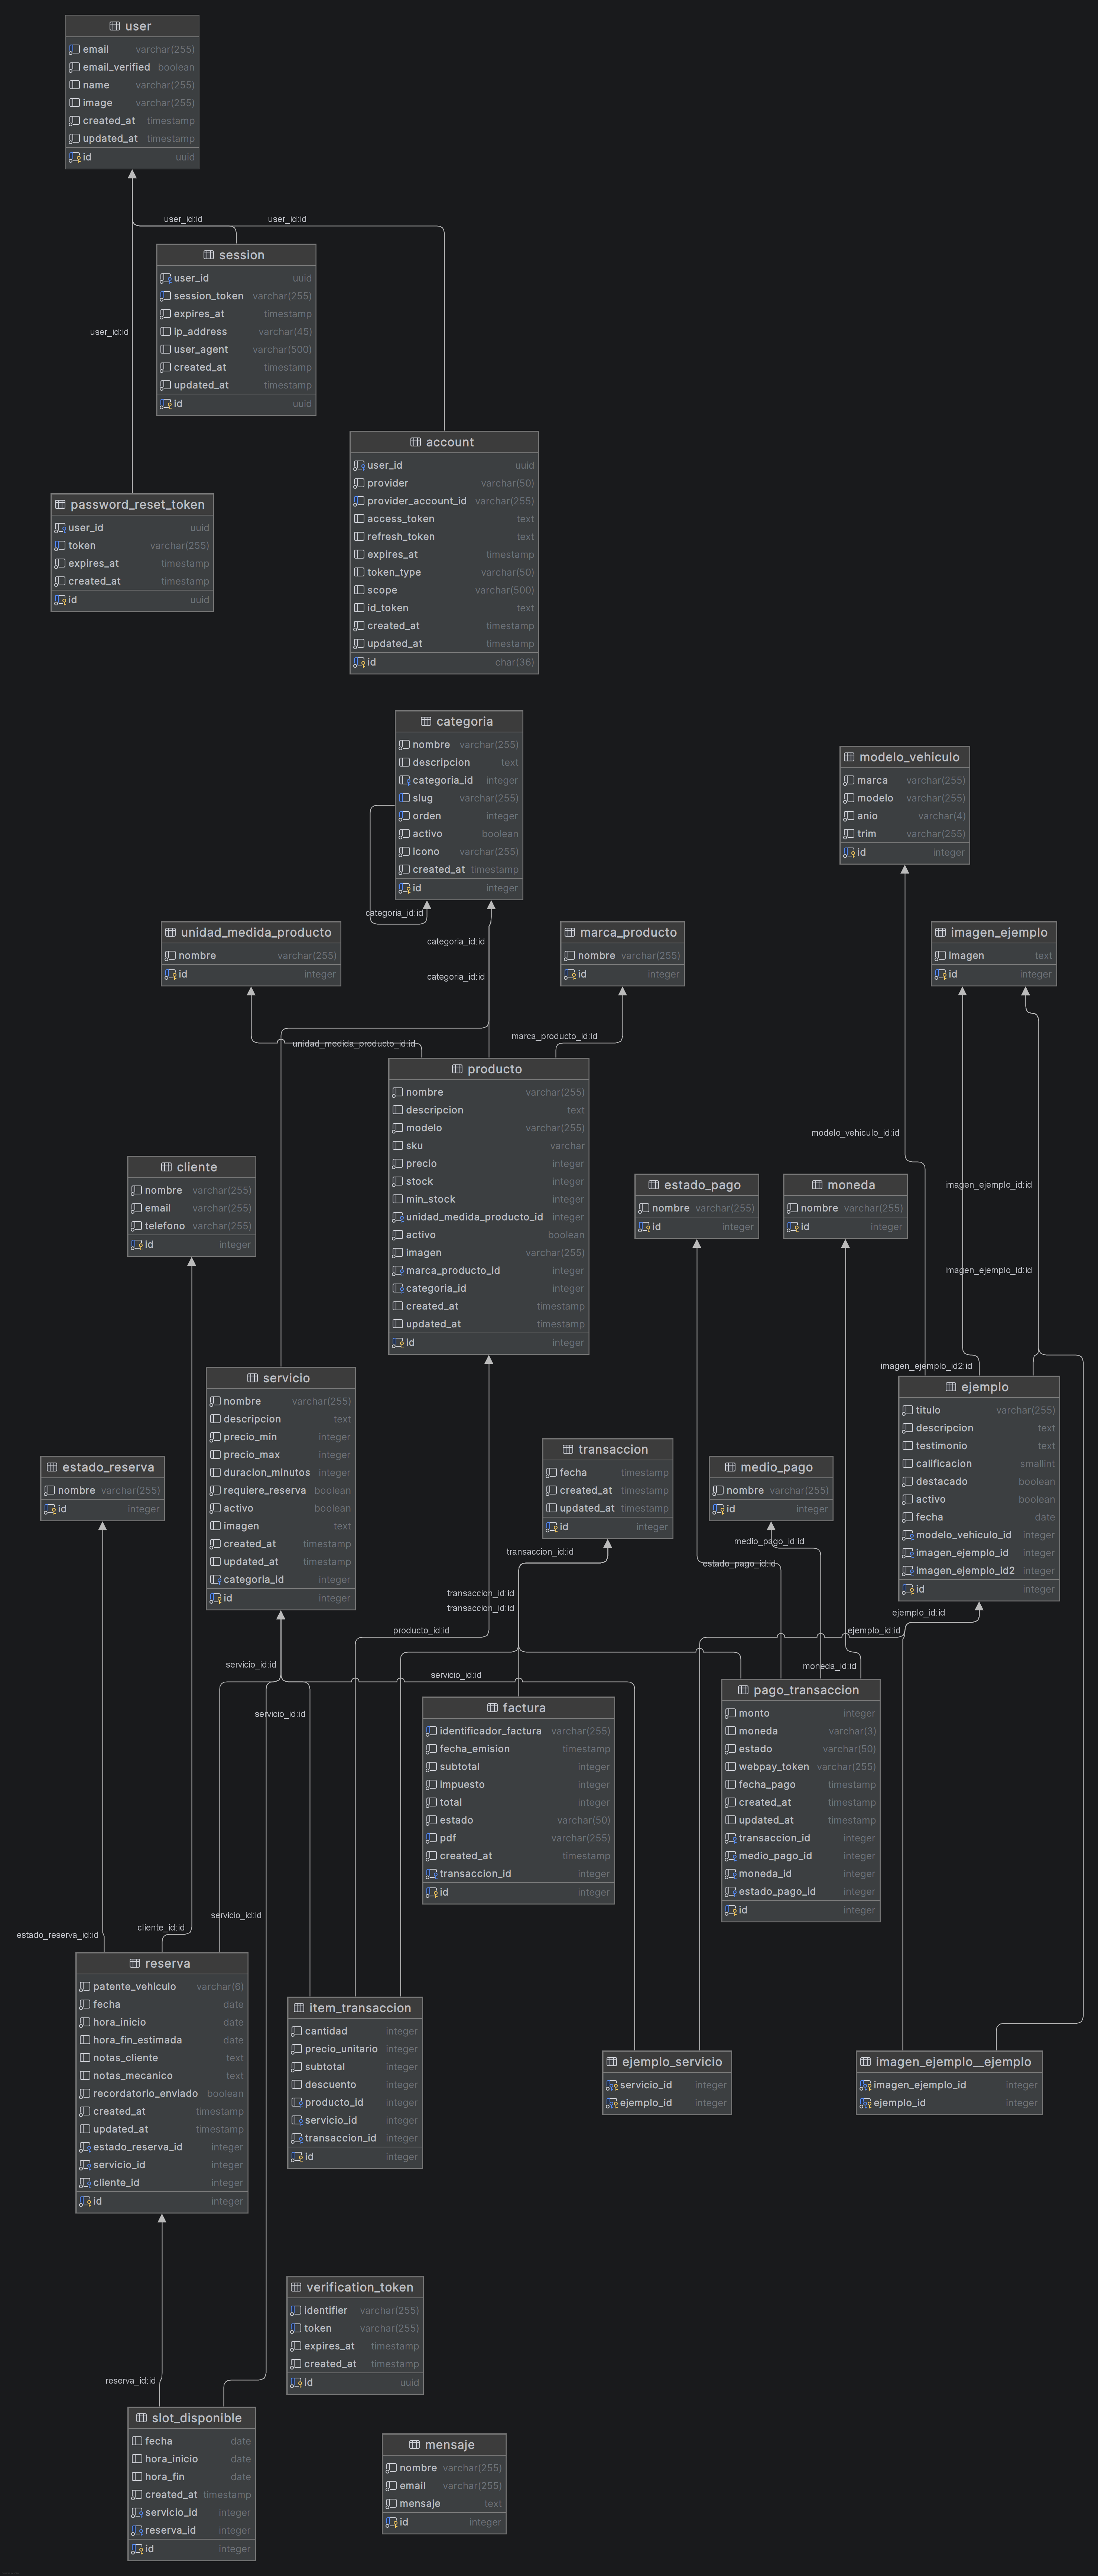 user
email varchar(255)
email_verified boolean
name varchar(255)
image varchar(255)
created_at timestamp
updated_at timestamp
id uuid
user_id:id
user_id:id
session
user_id uuid
session_token varchar(255)
expires_at timestamp
ip_address varchar(45)
user_agent varchar(500)
created_at timestamp
updated_at timestamp
id uuid
user_id:id
account
user_id uuid
provider varchar(50)
provider_account_id varchar(255)
access_token text
refresh_token text
expires_at timestamp
token_type varchar(50)
scope varchar(500)
id_token text
created_at timestamp
updated_at timestamp
id char(36)
password_reset_token
user_id uuid
token varchar(255)
expires_at timestamp
created_at timestamp
id uuid
categoria
nombre varchar(255)
descripcion text
categoria_id integer
slug varchar(255)
orden integer
activo boolean
icono varchar(255)
created_at timestamp
id integer
categoria_id:id
categoria_id:id
categoria_id:id
modelo_vehiculo
marca varchar(255)
modelo varchar(255)
anio varchar(4)
trim varchar(255)
id integer
unidad_medida_producto
nombre varchar(255)
id integer
marca_producto
nombre varchar(255)
id integer
imagen_ejemplo
imagen text
id integer
unidad_medida_producto_id:id
marca_producto_id:id
producto
nombre varchar(255)
descripcion text
modelo varchar(255)
sku varchar
precio integer
stock integer
min_stock integer
unidad_medida_producto_id integer
activo boolean
imagen varchar(255)
marca_producto_id integer
categoria_id integer
created_at timestamp
updated_at timestamp
id integer
modelo_vehiculo_id:id
imagen_ejemplo_id:id
imagen_ejemplo_id:id
imagen_ejemplo_id2:id
cliente
nombre varchar(255)
email varchar(255)
telefono varchar(255)
id integer
estado_pago
nombre varchar(255)
id integer
moneda
nombre varchar(255)
id integer
servicio
nombre varchar(255)
descripcion text
precio_min integer
precio_max integer
duracion_minutos integer
requiere_reserva boolean
activo boolean
imagen text
created_at timestamp
updated_at timestamp
categoria_id integer
id integer
ejemplo
titulo varchar(255)
descripcion text
testimonio text
calificacion smallint
destacado boolean
activo boolean
fecha date
modelo_vehiculo_id integer
imagen_ejemplo_id integer
imagen_ejemplo_id2 integer
id integer
estado_reserva
nombre varchar(255)
id integer
transaccion
fecha timestamp
created_at timestamp
updated_at timestamp
id integer
medio_pago
nombre varchar(255)
id integer
transaccion_id:id
medio_pago_id:id
estado_pago_id:id
transaccion_id:id
transaccion_id:id
ejemplo_id:id
producto_id:id
ejemplo_id:id
servicio_id:id
servicio_id:id
moneda_id:id
servicio_id:id
factura
identificador_factura varchar(255)
fecha_emision timestamp
subtotal integer
impuesto integer
total integer
estado varchar(50)
pdf varchar(255)
created_at timestamp
transaccion_id integer
id integer
pago_transaccion
monto integer
moneda varchar(3)
estado varchar(50)
webpay_token varchar(255)
fecha_pago timestamp
created_at timestamp
updated_at timestamp
transaccion_id integer
medio_pago_id integer
moneda_id integer
estado_pago_id integer
id integer
servicio_id:id
cliente_id:id
estado_reserva_id:id
reserva
patente_vehiculo varchar(6)
fecha date
hora_inicio date
hora_fin_estimada date
notas_cliente text
notas_mecanico text
recordatorio_enviado boolean
created_at timestamp
updated_at timestamp
estado_reserva_id integer
servicio_id integer
cliente_id integer
id integer
item_transaccion
cantidad integer
precio_unitario integer
subtotal integer
descuento integer
producto_id integer
servicio_id integer
transaccion_id integer
id integer
ejemplo_servicio
servicio_id integer
ejemplo_id integer
imagen_ejemplo__ejemplo
imagen_ejemplo_id integer
ejemplo_id integer
verification_token
identifier varchar(255)
token varchar(255)
expires_at timestamp
created_at timestamp
id uuid
reserva_id:id
slot_disponible
fecha date
hora_inicio date
hora_fin date
created_at timestamp
servicio_id integer
reserva_id integer
id integer
mensaje
nombre varchar(255)
email varchar(255)
mensaje text
id integer